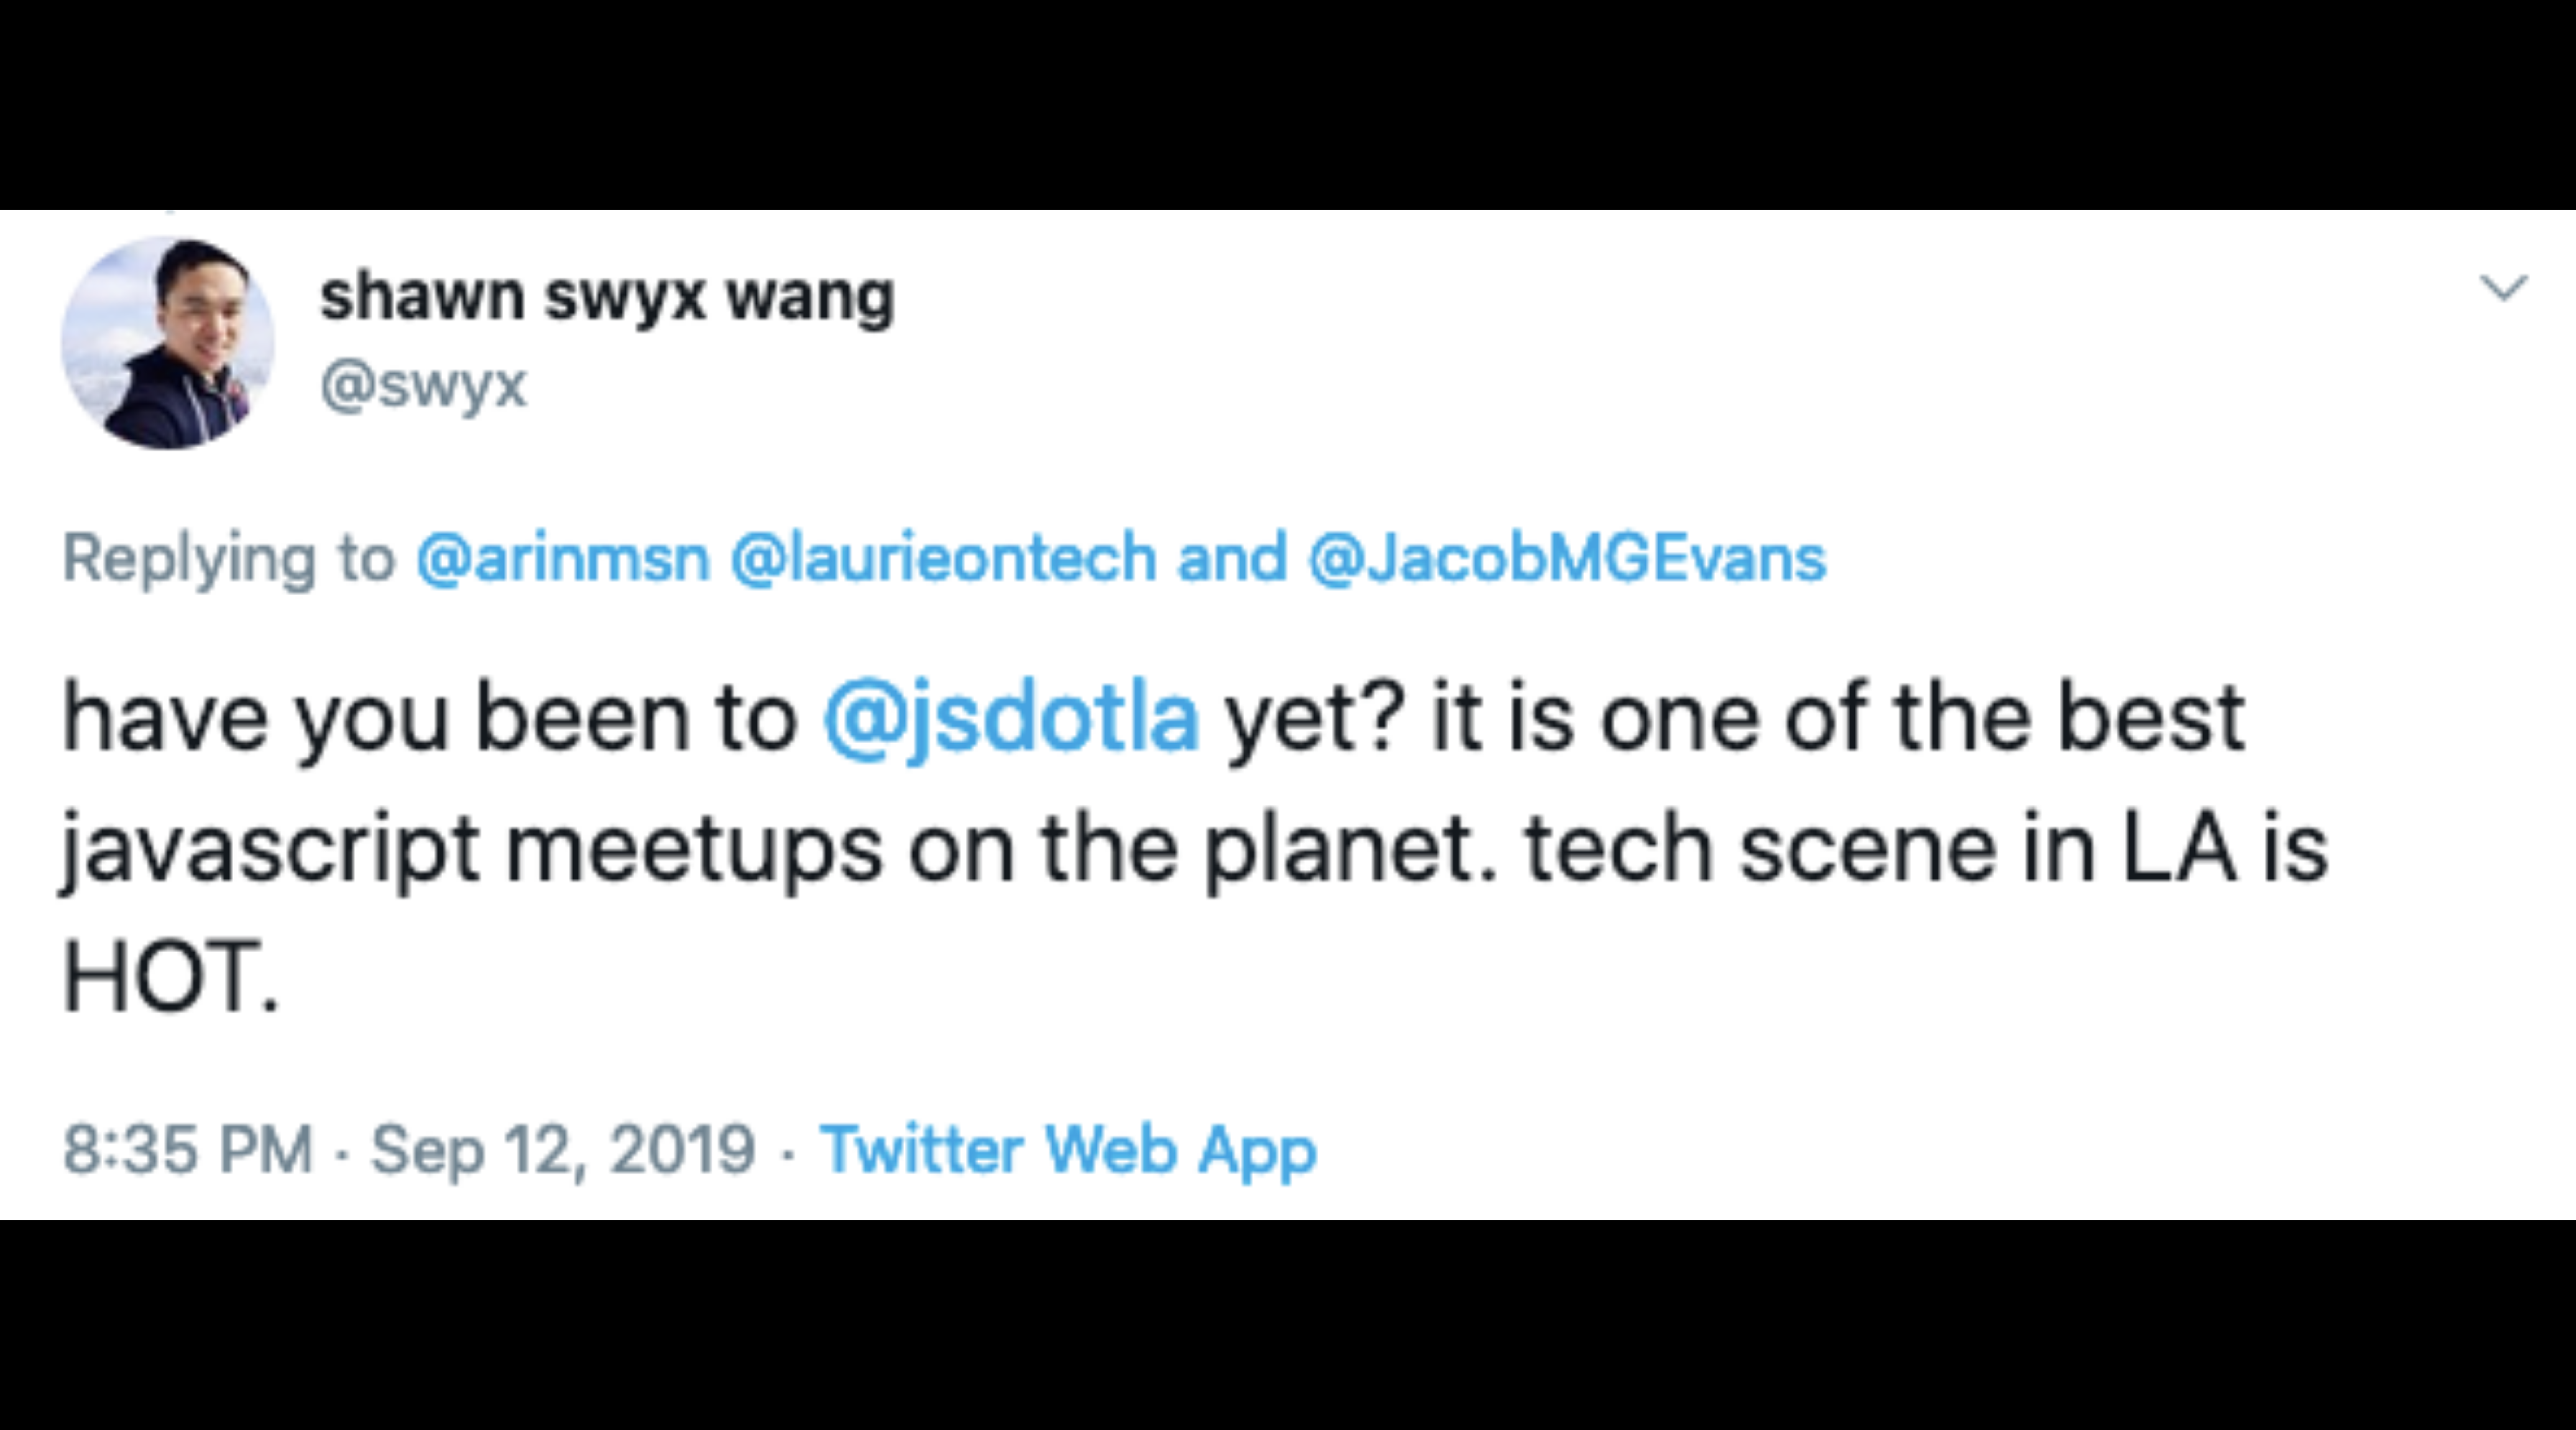 shawn swyx wang
@swyx
Replying to @arinmsn @laurieontech and @JacobMGEvans
have you been to @jsdotla yet? it is one of the best
javascript meetups on the planet. tech scene in LA is
HOT.
8:35 PM · Sep 12, 2019 · Twitter Web App